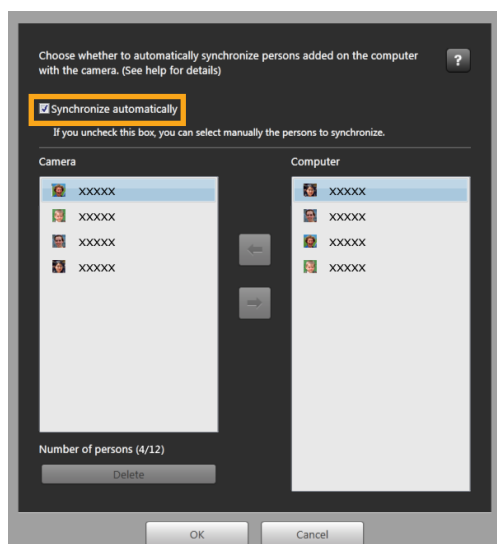 Choose whether to automatically synchronize persons added on the computer
with the camera. (See help for details)
?
Synchronize automatically
If you uncheck this box, you can select manually the persons to synchronize.
Camera
Computer
XXXXX
XXXXX
XXXXX
XXXXX
XXXXX
XXXXX
XXXXX
XXXXX
Number of persons (4/12)
Delete
OK
Cancel